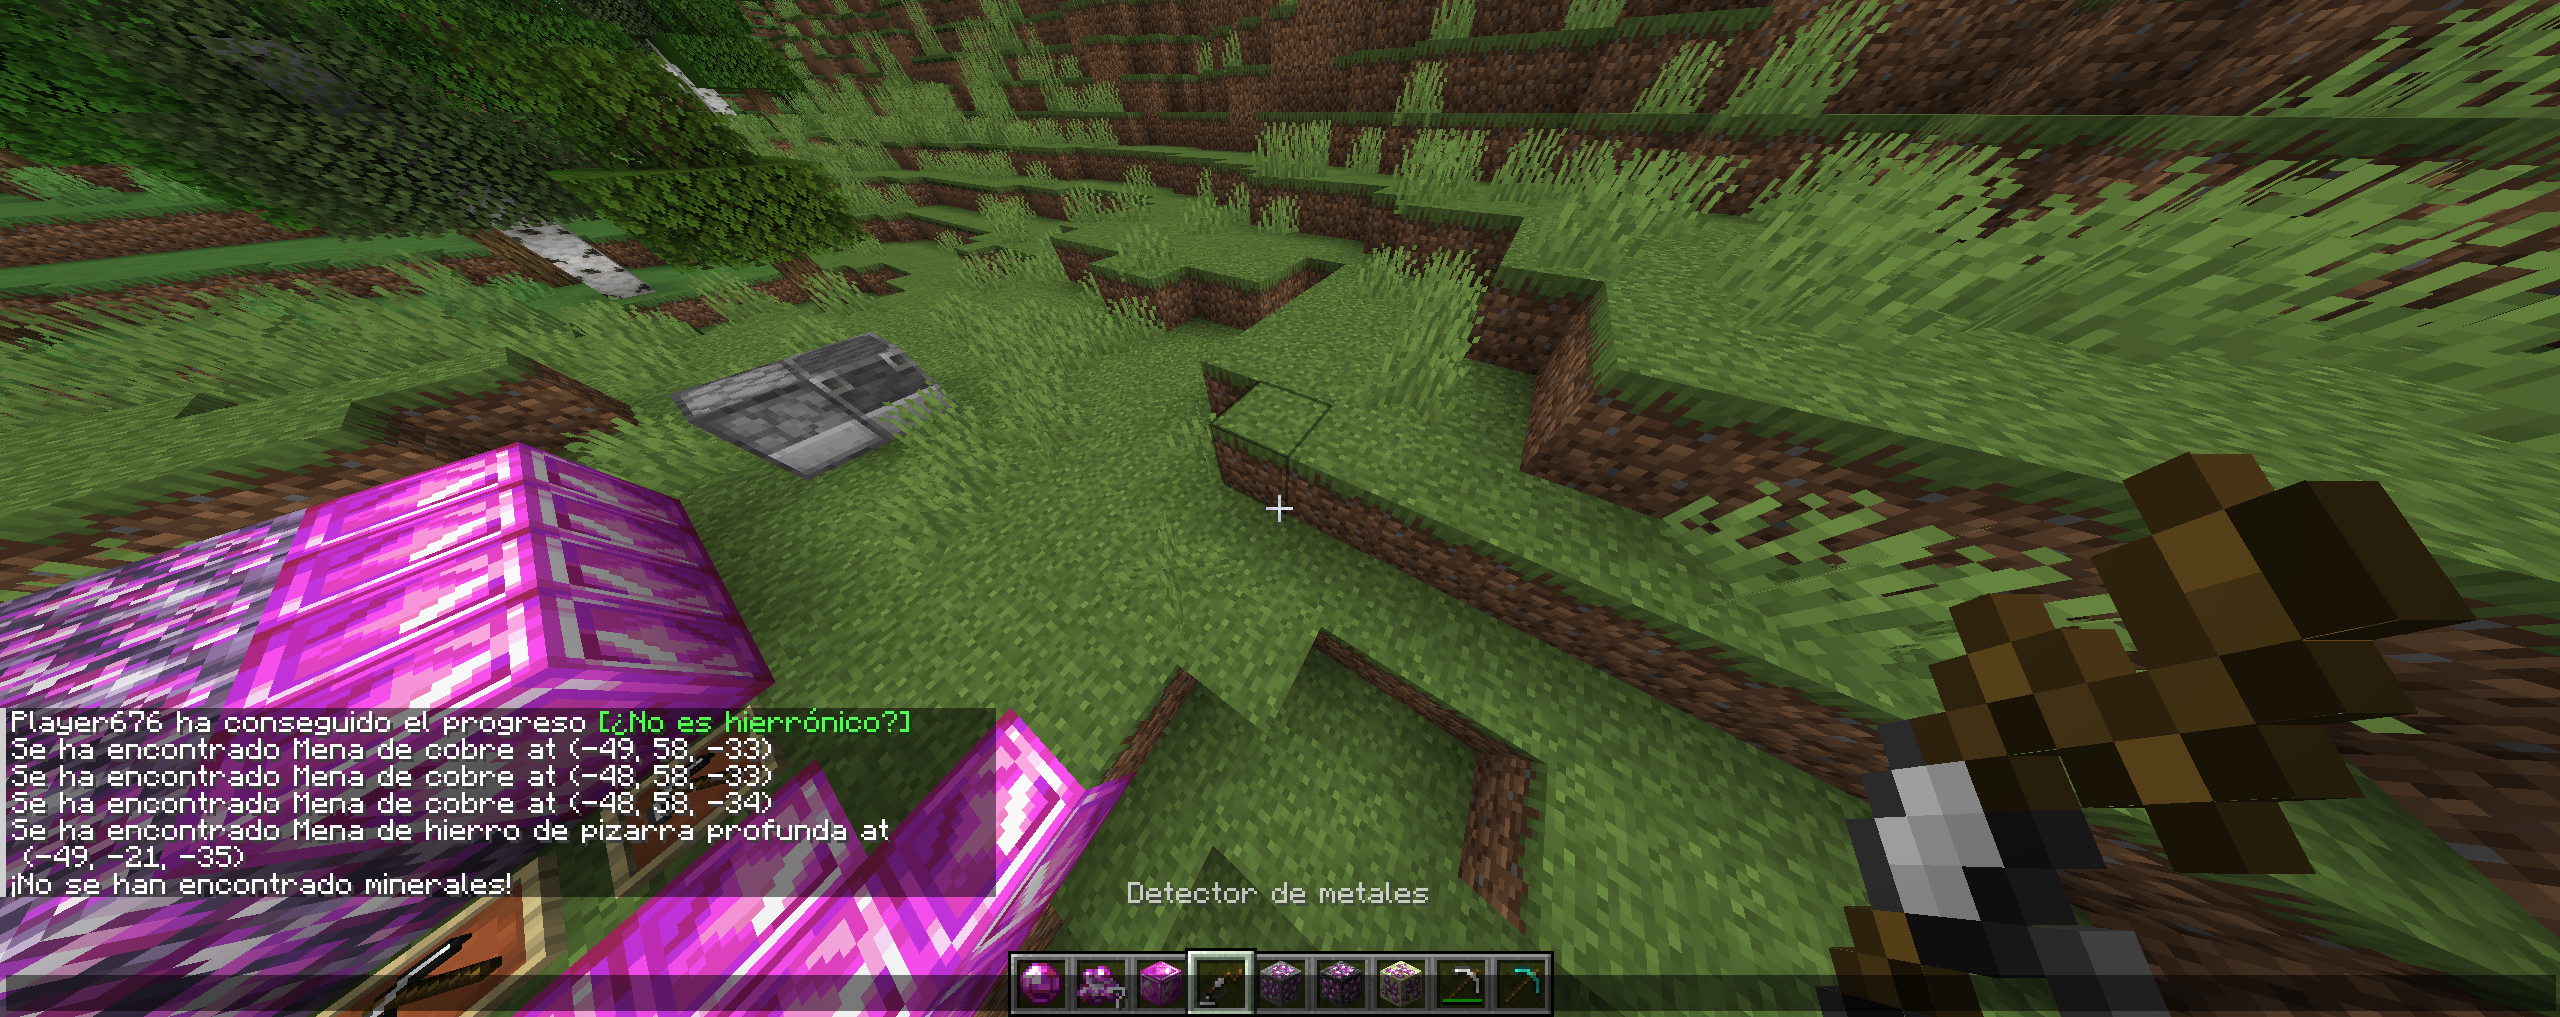 Player676 ha conseguido el progreso [¿No es hierrónico?]
Se ha encontrado Mena de cobre at (-49, 58, -33)
Se ha encontrado Mena de cobre at (-48, 58, -33)
Se ha encontrado Mena de cobre at (-48, 58, -34)
Se ha encontrado Mena de hierro de pizarra profunda at
(-49, -21, -35)
¡No se han encontrado minerales!
Detector de metales